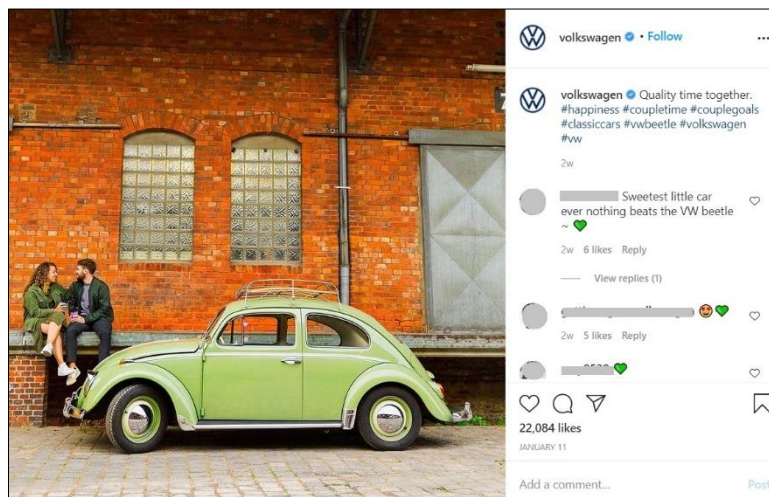 volkswagen • Follow
volkswagen Quality time together.
#happiness #coupletime #couplegoals
#classiccars #vwbeetle #volkswagen
#vw
2w
Sweetest little car
ever nothing beats the VW beetle
~
2w 6 likes Reply
View replies (1)
2w 5 likes Reply
22,084 likes
JANUARY 11
Add a comment...
Post